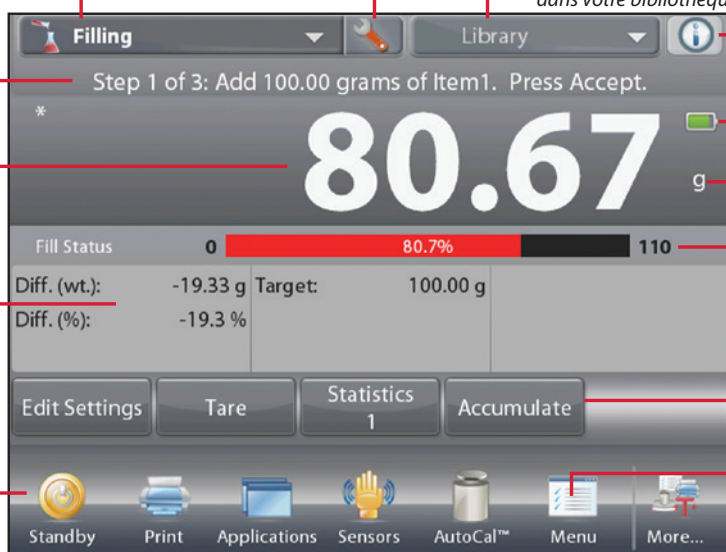 dans votre bibliothèque
Filling Library
Step 1 of 3: Add 100.00 grams of Item1. Press Accept.
*
80.67
g
Fill Status 0 80.7% 110
Diff. (wt.): -19.33 g Target: 100.00 g
Diff. (%): -19.3 %
Edit Settings Tare Statistics Accumulate
1
Standby Print Applications Sensors AutoCal™ Menu More...